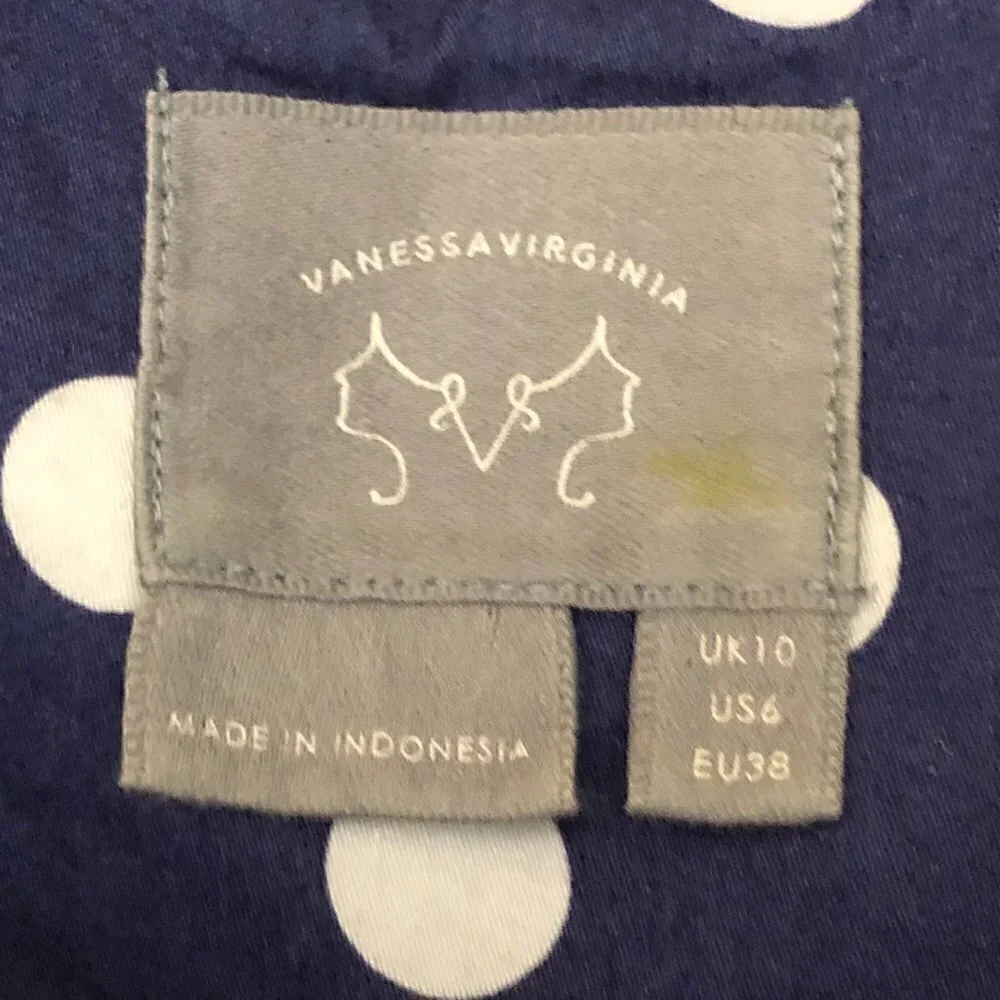 VANESSAVIRGINIA
MADE IN INDONESIA
UK10
US6
EU38